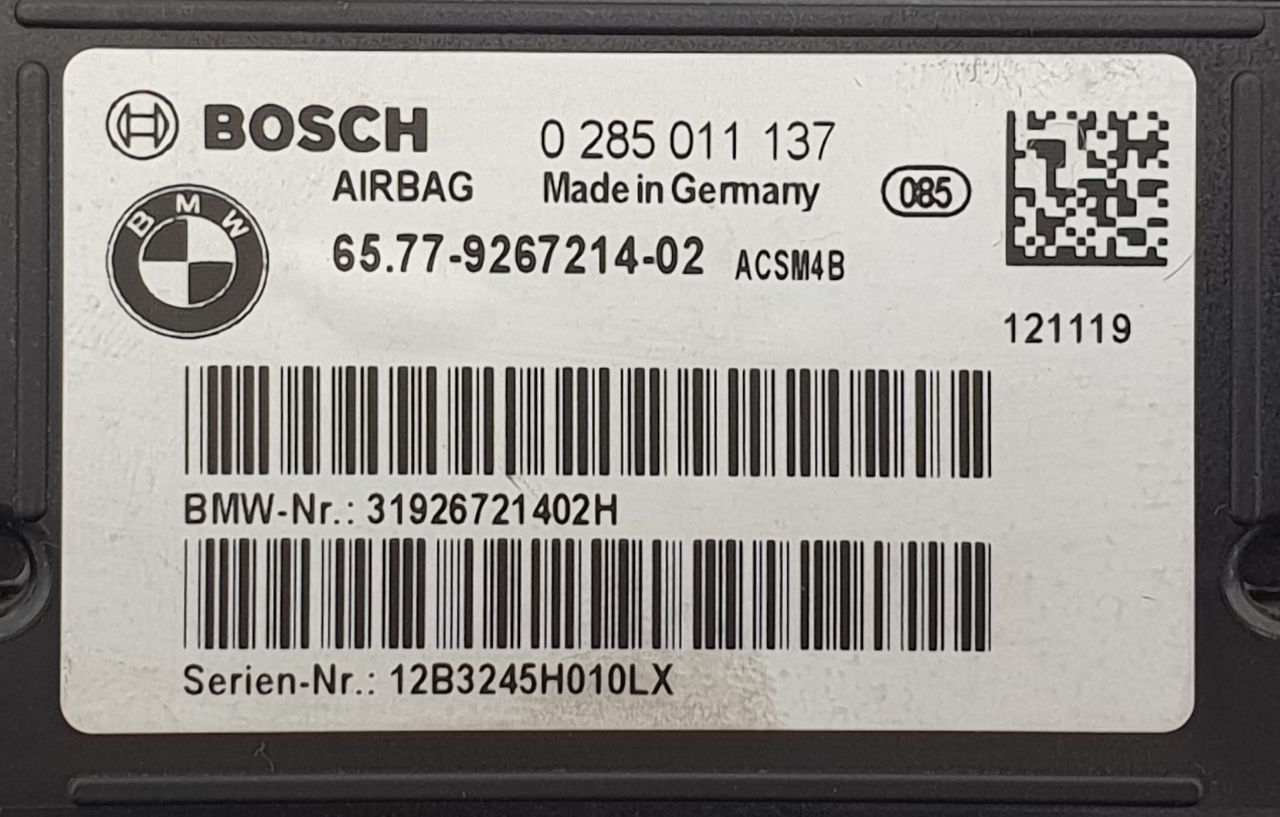 BOSCH 0 285 011 137
AIRBAG Made in Germany 085
BMW
65.77-9267214-02 ACSM4B
121119
BMW-Nr.: 31926721402H
Serien-Nr.: 12B3245H010LX